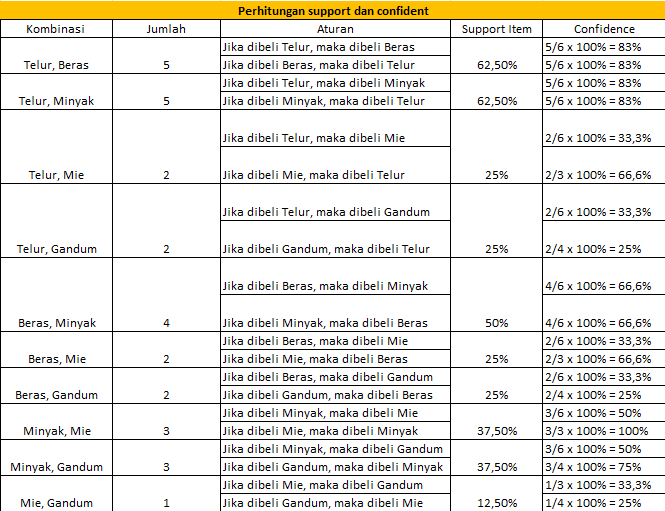 Perhitungan support dan confident
Kombinasi Jumlah Aturan Support Item Confidence
Jika dibeli Telur, maka dibeli Beras 5/6 x 100% = 83%
Telur, Beras 5 Jika dibeli Beras, maka dibeli Telur 62,50% 5/6 x 100% = 83%
Jika dibeli Telur, maka dibeli Minyak 5/6 x 100% = 83%
Telur, Minyak 5 Jika dibeli Minyak, maka dibeli Telur 62,50% 5/6 x 100% = 83%
Jika dibeli Telur, maka dibeli Mie 2/6 x 100% = 33,3%
Telur, Mie 2 Jika dibeli Mie, maka dibeli Telur 25% 2/3 x 100% = 66,6%
Jika dibeli Telur, maka dibeli Gandum 2/6 x 100% = 33,3%
Telur, Gandum 2 Jika dibeli Gandum, maka dibeli Telur 25% 2/4 x 100% = 25%
Jika dibeli Beras, maka dibeli Minyak 4/6 x 100% = 66,6%
Beras, Minyak 4 Jika dibeli Minyak, maka dibeli Beras 50% 4/6 x 100% = 66,6%
Jika dibeli Beras, maka dibeli Mie 2/6 x 100% = 33,3%
Beras, Mie 2 Jika dibeli Mie, maka dibeli Beras 25% 2/3 x 100% = 66,6%
Jika dibeli Beras, maka dibeli Gandum 2/6 x 100% = 33,3%
Beras, Gandum 2 Jika dibeli Gandum, maka dibeli Beras 25% 2/4 x 100% = 25%
Jika dibeli Minyak, maka dibeli Mie 3/6 x 100% = 50%
Minyak, Mie 3 Jika dibeli Mie, maka dibeli Minyak 37,50% 3/3 x 100% = 100%
Jika dibeli Minyak, maka dibeli Gandum 3/6 x 100% = 50%
Minyak, Gandum 3 Jika dibeli Gandum, maka dibeli Minyak 37,50% 3/4 x 100% = 75%
Jika dibeli Mie, maka dibeli Gandum 1/3 x 100% = 33,3%
Mie, Gandum 1 Jika dibeli Gandum, maka dibeli Mie 12,50% 1/4 x 100% = 25%